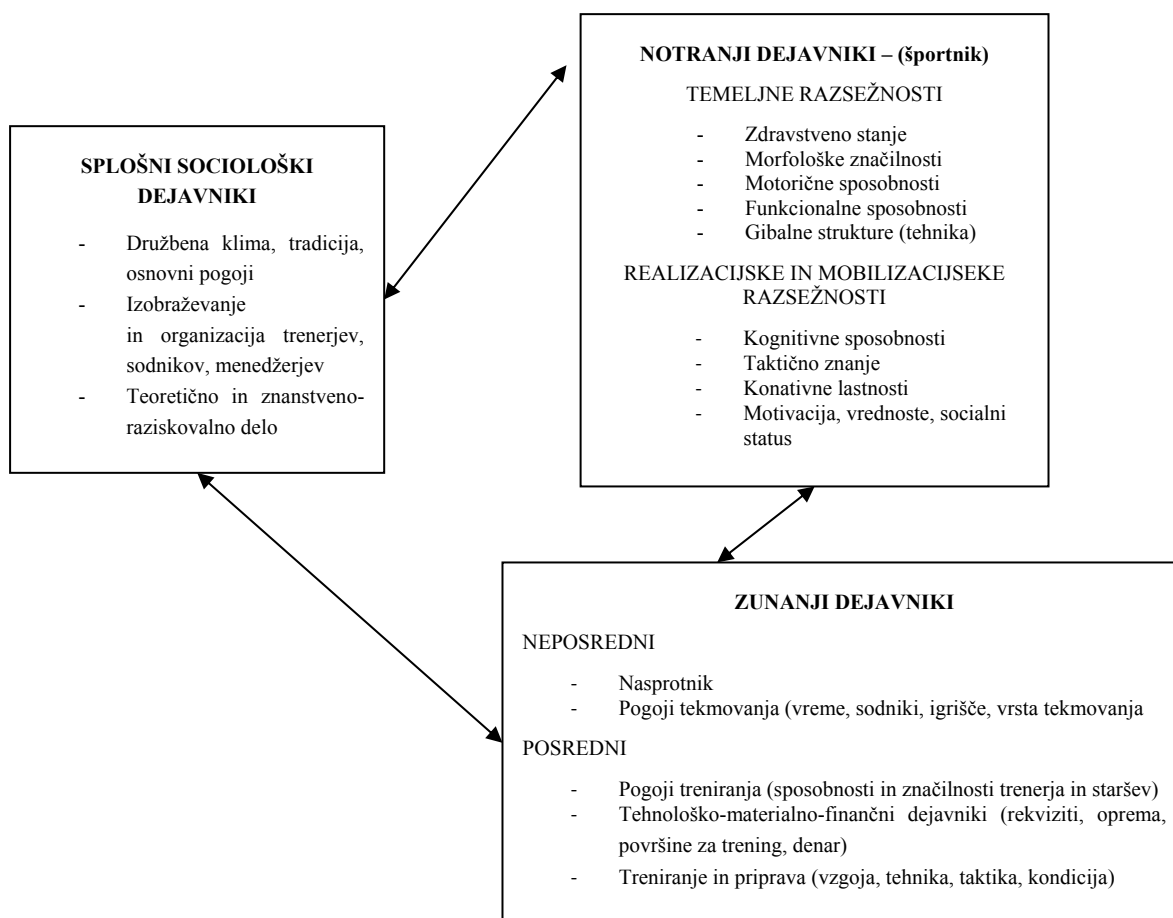 SPLOŠNI SOCIOLOŠKI
DEJAVNIKI
- Družbena klima, tradicija,
osnovni pogoji
- Izobraževanje
in organizacija trenerjev,
sodnikov, menedžerjev
- Teoretično in znanstveno-
raziskovalno delo
NOTRANJI DEJAVNIKI – (športnik)
TEMELJNE RAZSEŽNOSTI
- Zdravstveno stanje
- Morfološke značilnosti
- Motorične sposobnosti
- Funkcionalne sposobnosti
- Gibalne strukture (tehnika)
REALIZACIJSKE IN MOBILIZACIJSEKE
RAZSEŽNOSTI
- Kognitivne sposobnosti
- Taktično znanje
- Konativne lastnosti
- Motivacija, vrednoste, socialni
status
ZUNANJI DEJAVNIKI
NEPOSREDNI
- Nasprotnik
- Pogoji tekmovanja (vreme, sodniki, igrišče, vrsta tekmovanja
POSREDNI
- Pogoji treniranja (sposobnosti in značilnosti trenerja in staršev)
- Tehnološko-materialno-finančni dejavniki (rekviziti, oprema,
površine za trening, denar)
- Treniranje in priprava (vzgoja, tehnika, taktika, kondicija)